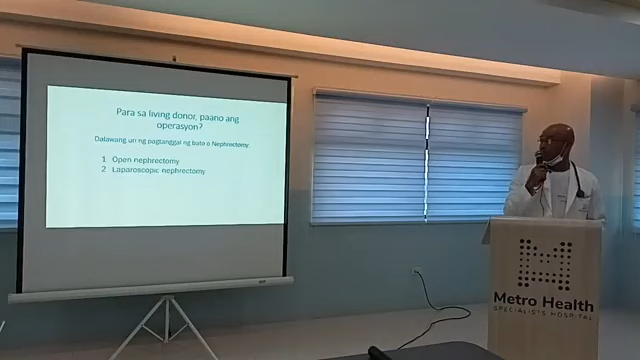 Para sa living donor, paano ang
operasyon?
Dalawang uri ng pagtanggal ng bato o Nephrectomy
1 Open nephrectomy
2 Laparoscopic nephrectomy
Metro Health
SPECIALISTS HOSPITAL